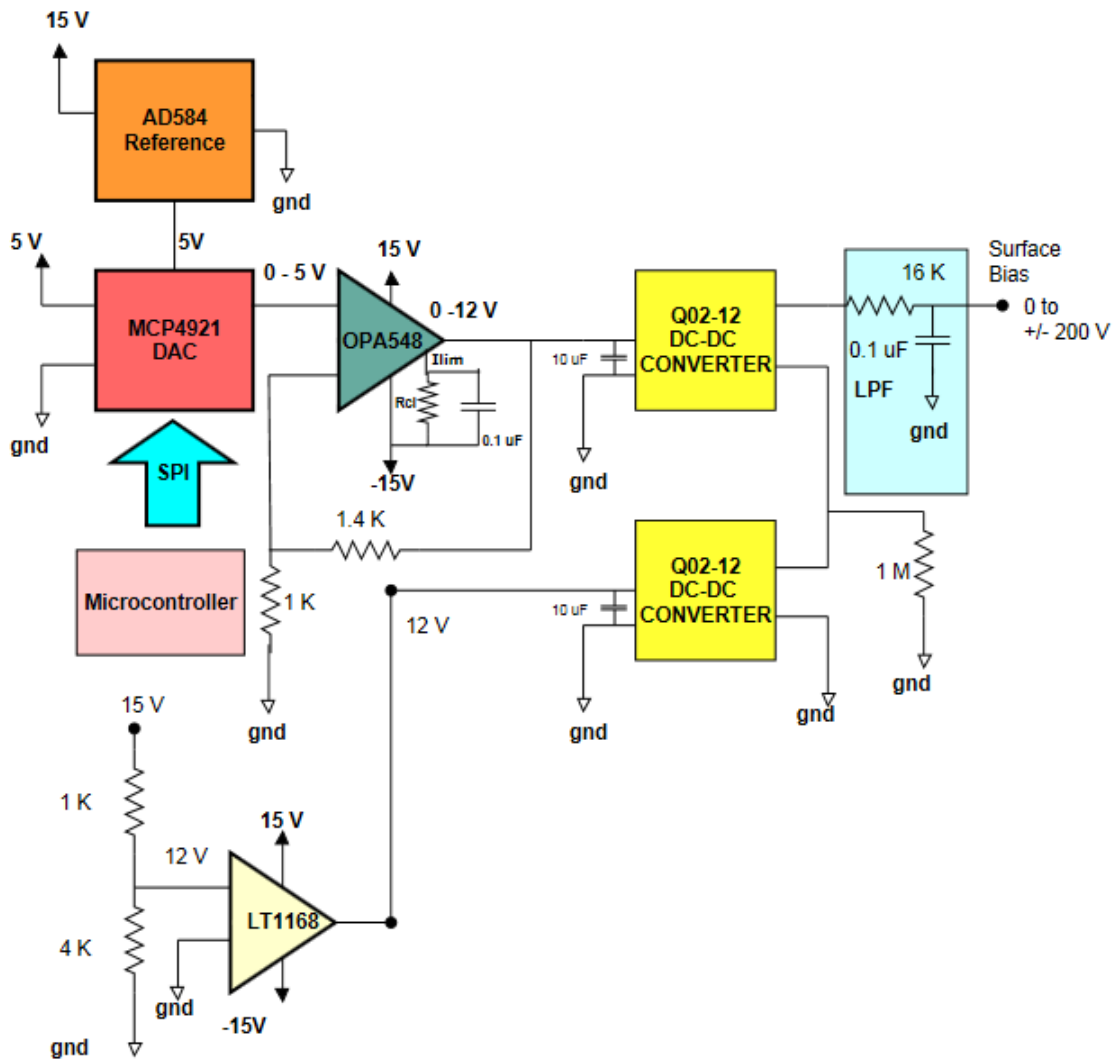 15 V
AD584
Reference
gnd
5 V
5V
0 - 5 V
15 V
MCP4921
DAC
OPA548
0 -12 V
Ilim
Rcl
0.1 uF
-15V
gnd
SPI
Microcontroller
1.4 K
1 K
gnd
10 uF
Q02-12
DC-DC
CONVERTER
gnd
16 K
0.1 uF
LPF
gnd
Surface
Bias
0 to
+/- 200 V
12 V
10 uF
Q02-12
DC-DC
CONVERTER
gnd
gnd
1 M
gnd
15 V
1 K
12 V
4 K
gnd
15 V
LT1168
gnd
-15V